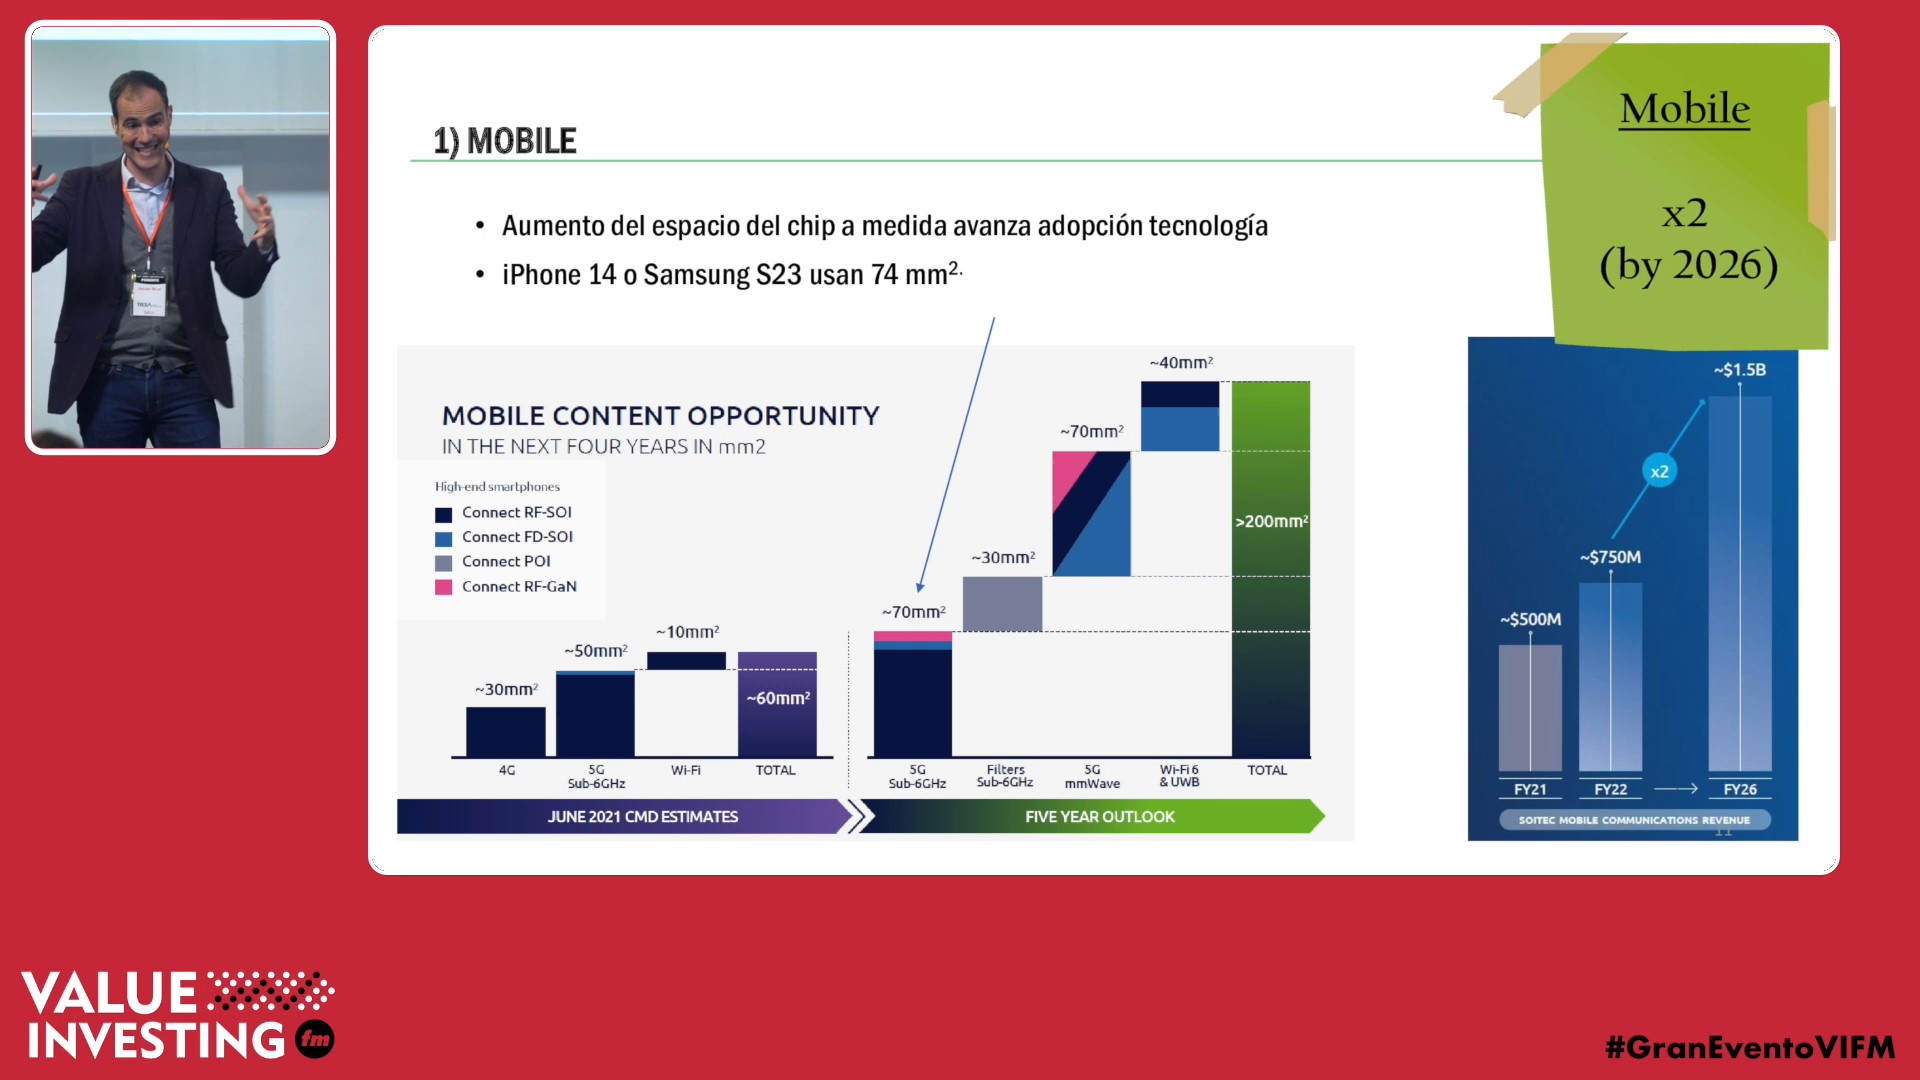 1) MOBILE
• Aumento del espacio del chip a medida avanza adopción tecnología
• iPhone 14 o Samsung S23 usan 74 mm².
Mobile
x2
(by 2026)
MOBILE CONTENT OPPORTUNITY
IN THE NEXT FOUR YEARS IN mm2
High-end smartphones
Connect RF-SOI
Connect FD-SOI
Connect POI
Connect RF-GaN
~30mm²
~50mm²
~10mm²
~60mm²
4G
5G
Sub-6GHz
Wi-Fi
TOTAL
JUNE 2021 CMD ESTIMATES
~70mm²
~30mm²
~70mm²
~40mm²
>200mm²
5G
Sub-6GHz
Filters
Sub-6GHz
5G
mmWave
Wi-Fi 6
& UWB
TOTAL
FIVE YEAR OUTLOOK
~$500M
~$750M
~$1.5B
x2
FY21
FY22
FY26
SOITEC MOBILE COMMUNICATIONS REVENUE
11
VALUE
INVESTING fm
#GranEventoVIFM